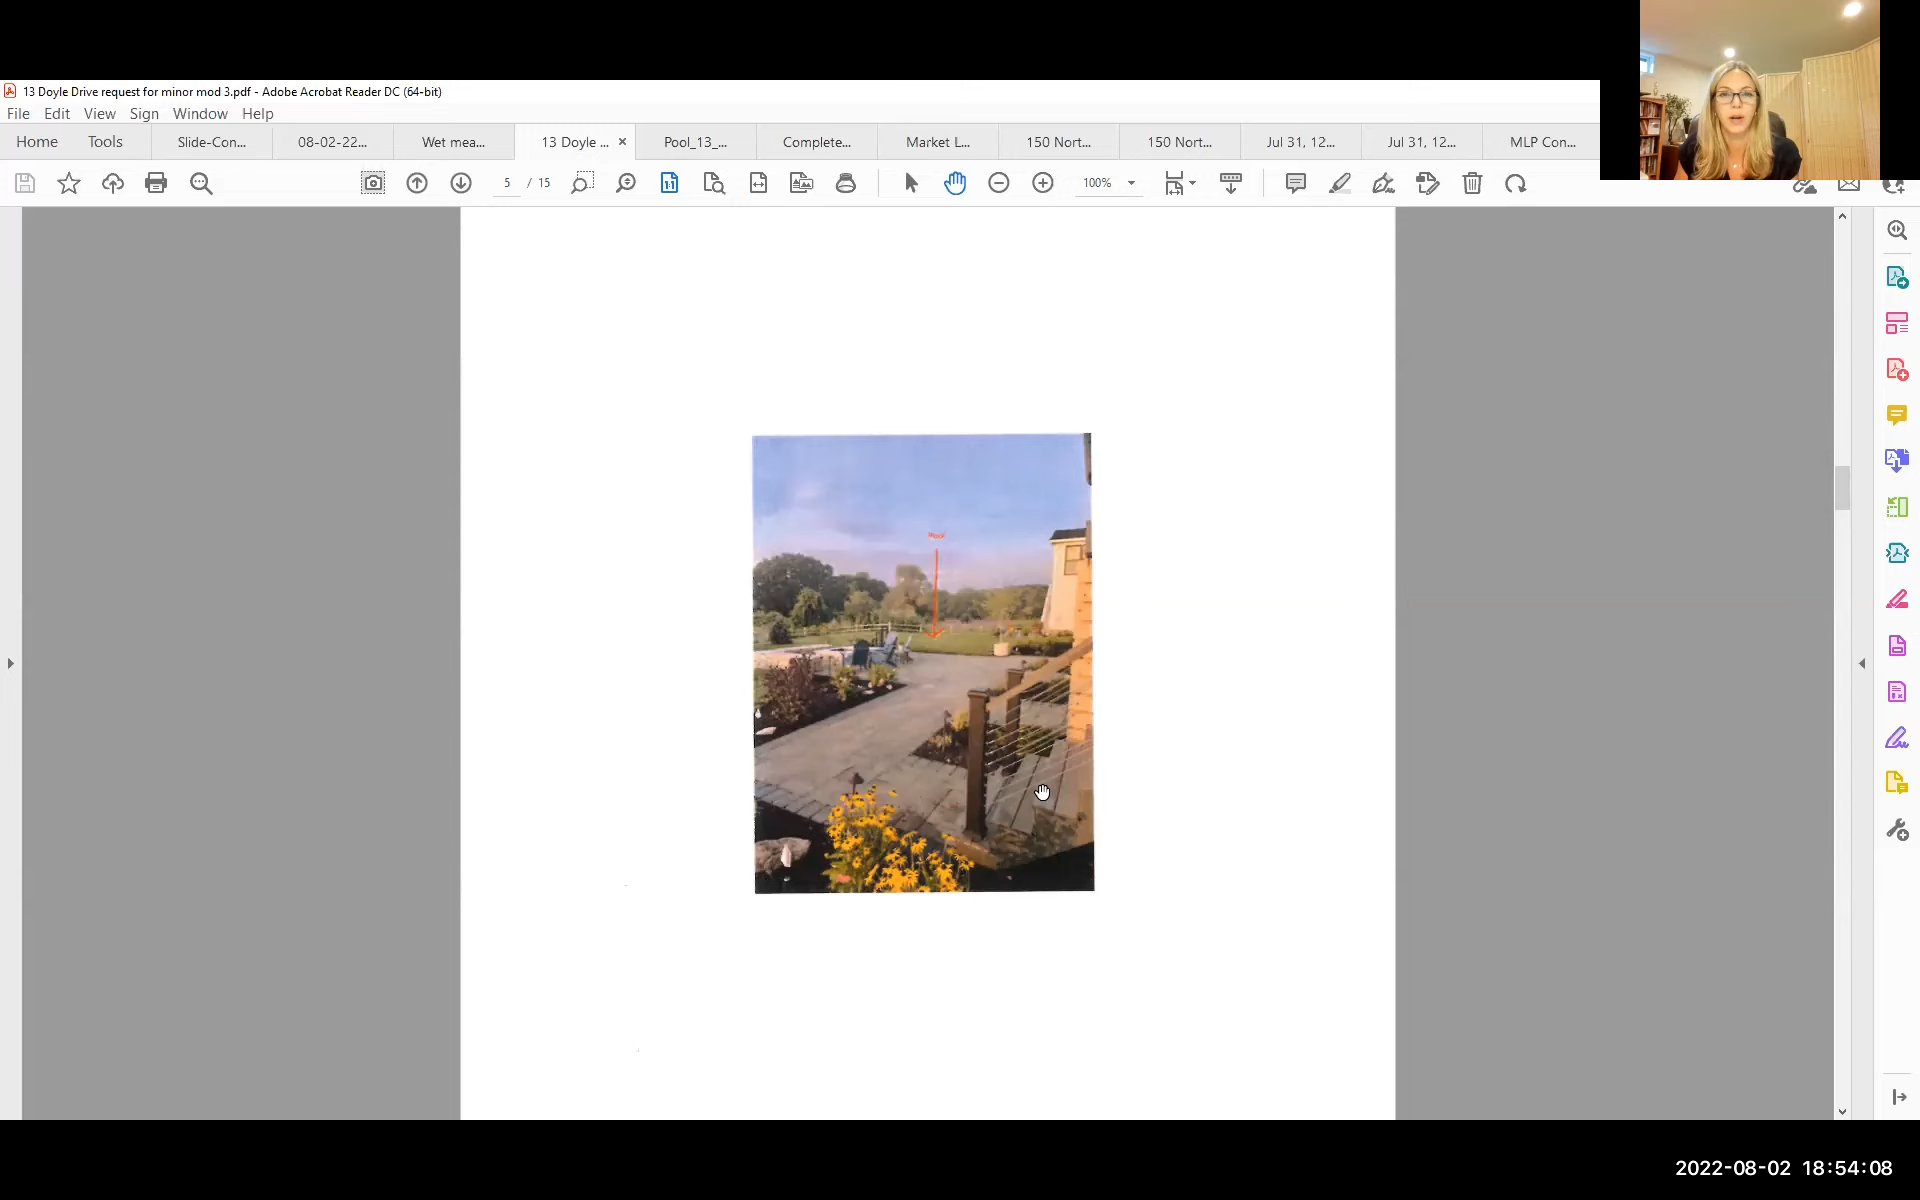 13 Doyle Drive request for minor mod 3.pdf - Adobe Acrobat Reader DC (64-bit)
File Edit View Sign Window Help
Home Tools Slide-Con... 08-02-22... Wet mea... 13 Doyle ... × Pool_13_... Complete... Market L... 150 Nort... 150 Nort... Jul 31, 12... Jul 31, 12... MLP Con...
5 / 15 1:1 100%
2022-08-02 18:54:08